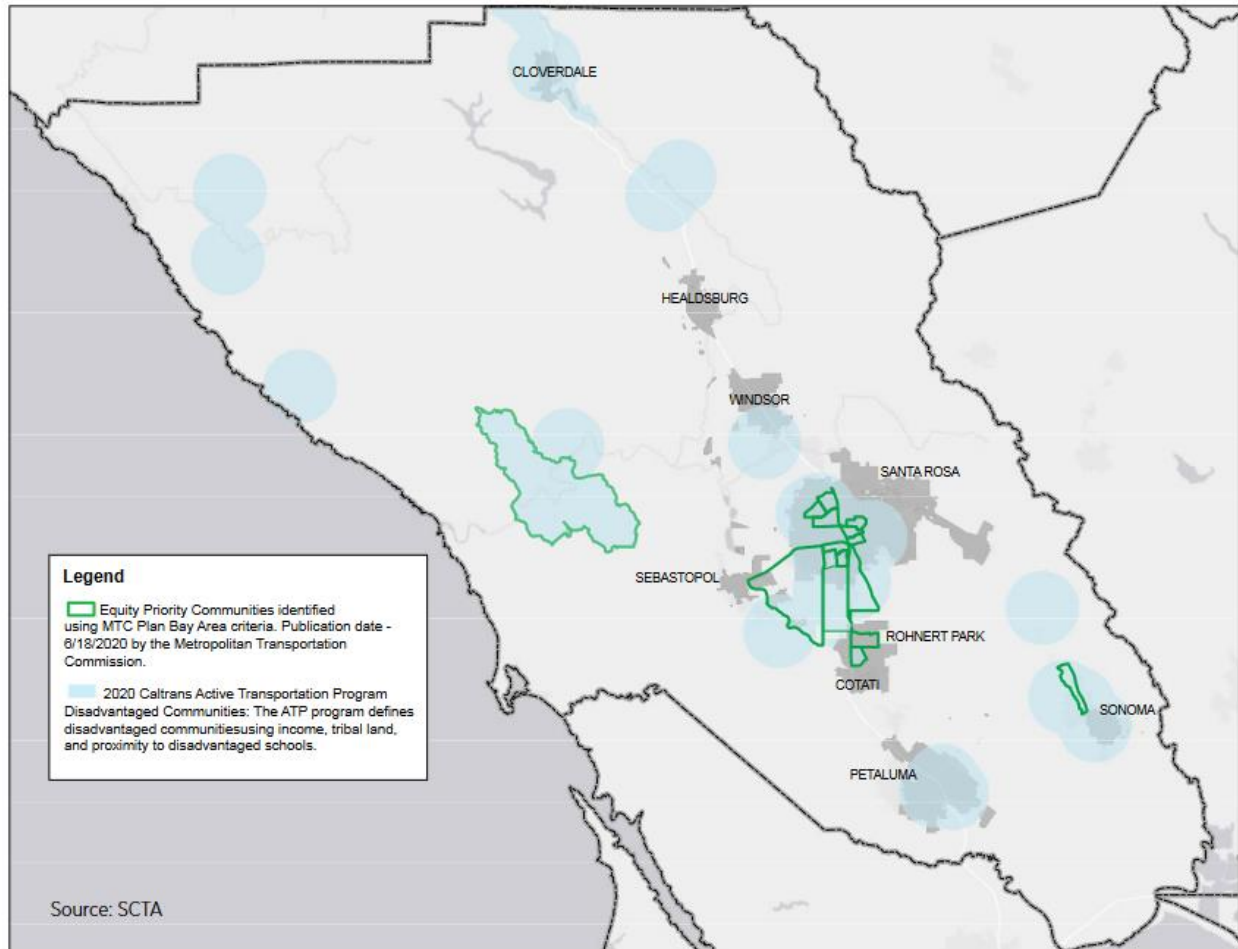 CLOVERDALE
HEALDSBURG
WINDSOR
SANTA ROSA
SEBASTOPOL
ROHNERT PARK
COTATI
SONOMA
PETALUMA
Legend
Equity Priority Communities identified
using MTC Plan Bay Area criteria. Publication date -
6/18/2020 by the Metropolitan Transportation
Commission.
2020 Caltrans Active Transportation Program
Disadvantaged Communities: The ATP program defines
disadvantaged communitiesusing income, tribal land,
and proximity to disadvantaged schools.
Source: SCTA